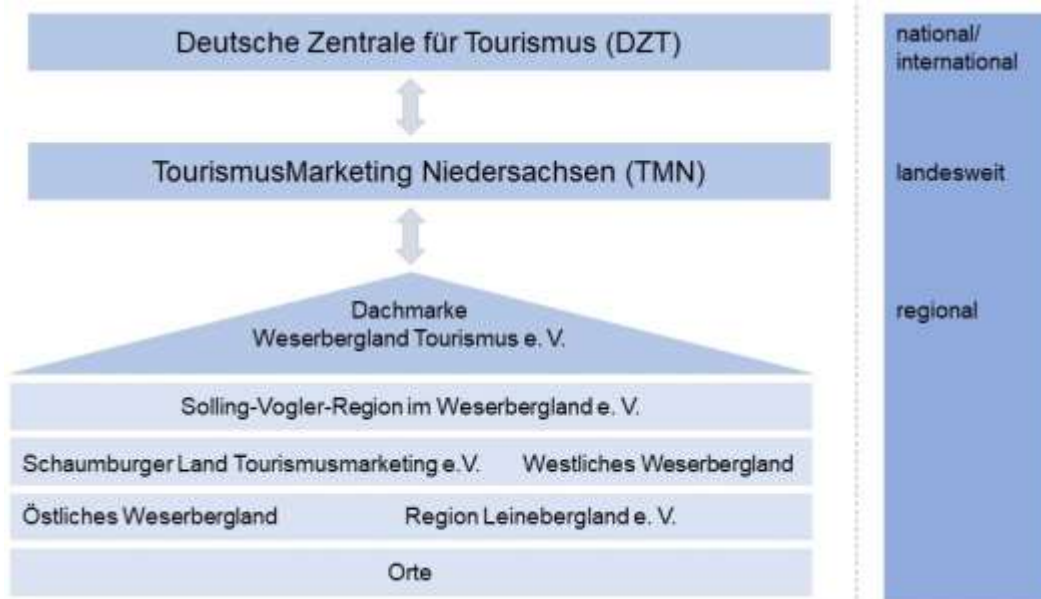 Deutsche Zentrale für Tourismus (DZT)
national/
international
TourismusMarketing Niedersachsen (TMN)
landesweit
Dachmarke
Weserbergland Tourismus e. V.
regional
Solling-Vogler-Region im Weserbergland e. V.
Schaumburger Land Tourismusmarketing e.V. Westliches Weserbergland
Östliches Weserbergland Region Leinebergland e. V.
Orte